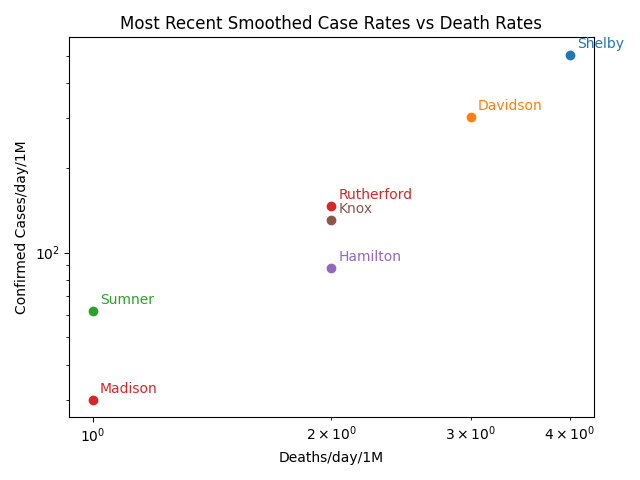 Most Recent Smoothed Case Rates vs Death Rates
Shelby
Davidson
Rutherford
Knox
Hamilton
Sumner
Madison
Confirmed Cases/day/1M
10²
10⁰
2 × 10⁰
3 × 10⁰
4 × 10⁰
Deaths/day/1M